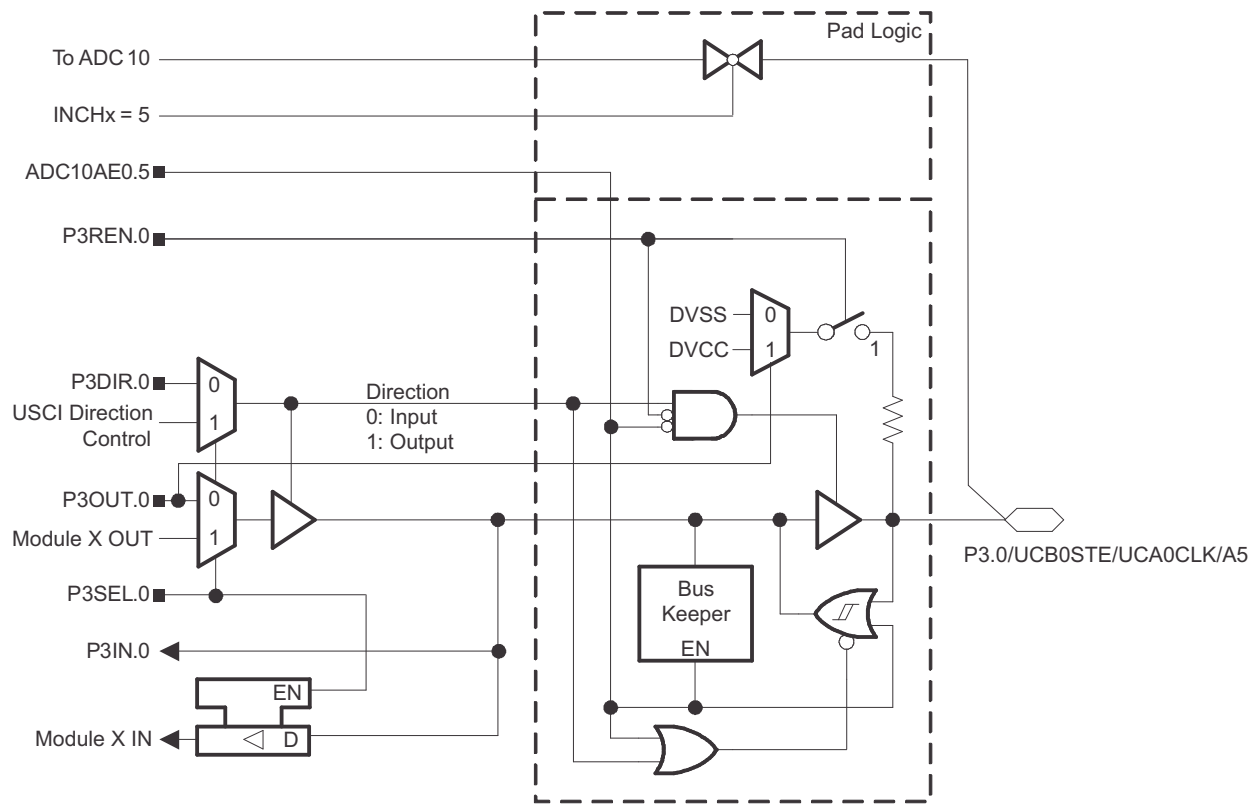 Pad Logic
To ADC 10
INCHx = 5
ADC10AE0.5
P3REN.0
DVSS
0
DVCC
1
1
P3DIR.0
0
USCI Direction
Control
1
Direction
0: Input
1: Output
P3OUT.0
0
Module X OUT
1
P3.0/UCB0STE/UCA0CLK/A5
P3SEL.0
Bus
Keeper
EN
P3IN.0
EN
Module X IN
D